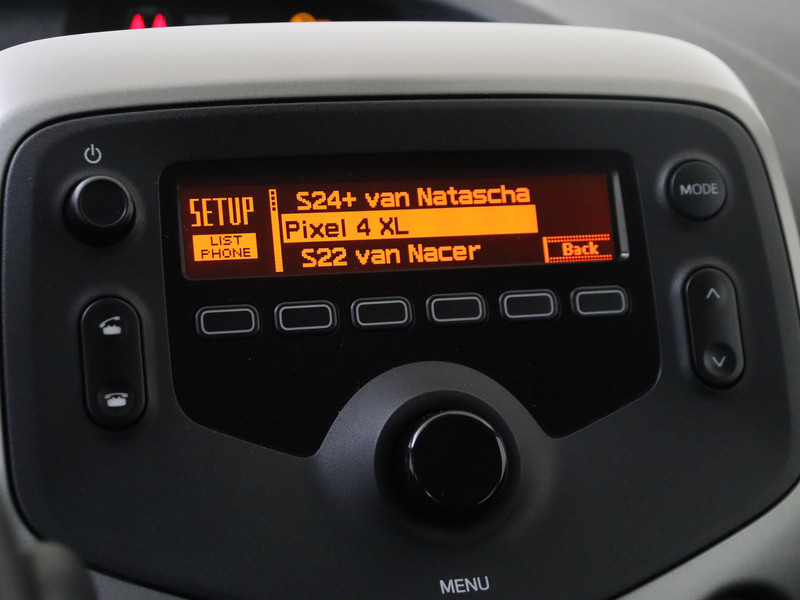 SETUP
LIST
PHONE
S24+ van Natascha
Pixel 4 XL
S22 van Nacer
Back
MODE
MENU